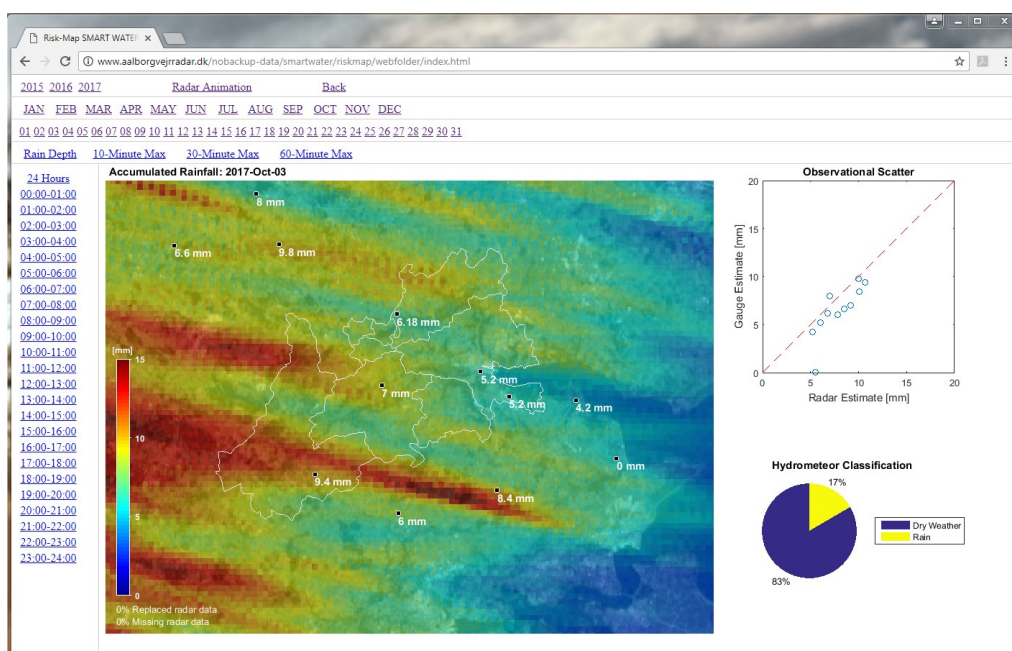 Risk-Map SMART WATER
www.aalborgvejrradar.dk/nobackup-data/smartwater/riskmap/webfolder/index.html
2015 2016 2017 Radar Animation Back
JAN FEB MAR APR MAY JUN JUL AUG SEP OCT NOV DEC
01 02 03 04 05 06 07 08 09 10 11 12 13 14 15 16 17 18 19 20 21 22 23 24 25 26 27 28 29 30 31
Rain Depth 10-Minute Max 30-Minute Max 60-Minute Max
24 Hours
00:00-01:00
01:00-02:00
02:00-03:00
03:00-04:00
04:00-05:00
05:00-06:00
06:00-07:00
07:00-08:00
08:00-09:00
09:00-10:00
10:00-11:00
11:00-12:00
12:00-13:00
13:00-14:00
14:00-15:00
15:00-16:00
16:00-17:00
17:00-18:00
18:00-19:00
19:00-20:00
20:00-21:00
21:00-22:00
22:00-23:00
23:00-24:00
Accumulated Rainfall: 2017-Oct-03
8 mm
6.6 mm
9.8 mm
6.18 mm
5.2 mm
7 mm
5.2 mm
4.2 mm
0 mm
9.4 mm
8.4 mm
6 mm
[mm]
15
10
5
0
0% Replaced radar data
0% Missing radar data
Observational Scatter
20
15
10
5
0
Gauge Estimate [mm]
0 5 10 15 20
Radar Estimate [mm]
Hydrometeor Classification
17%
83%
Dry Weather
Rain